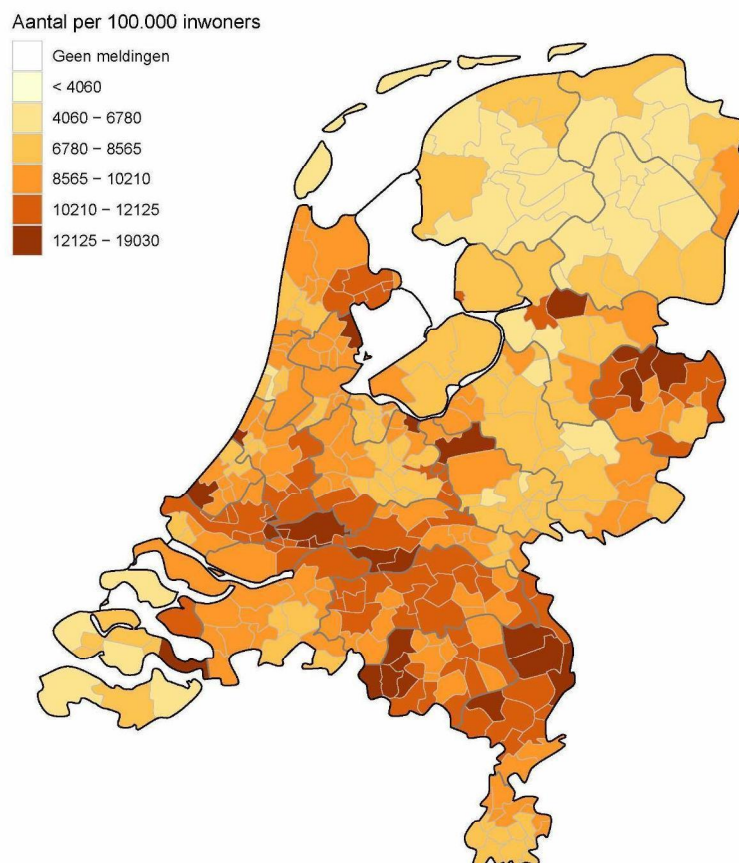 Aantal per 100.000 inwoners
Geen meldingen
< 4060
4060 − 6780
6780 − 8565
8565 − 10210
10210 − 12125
12125 − 19030